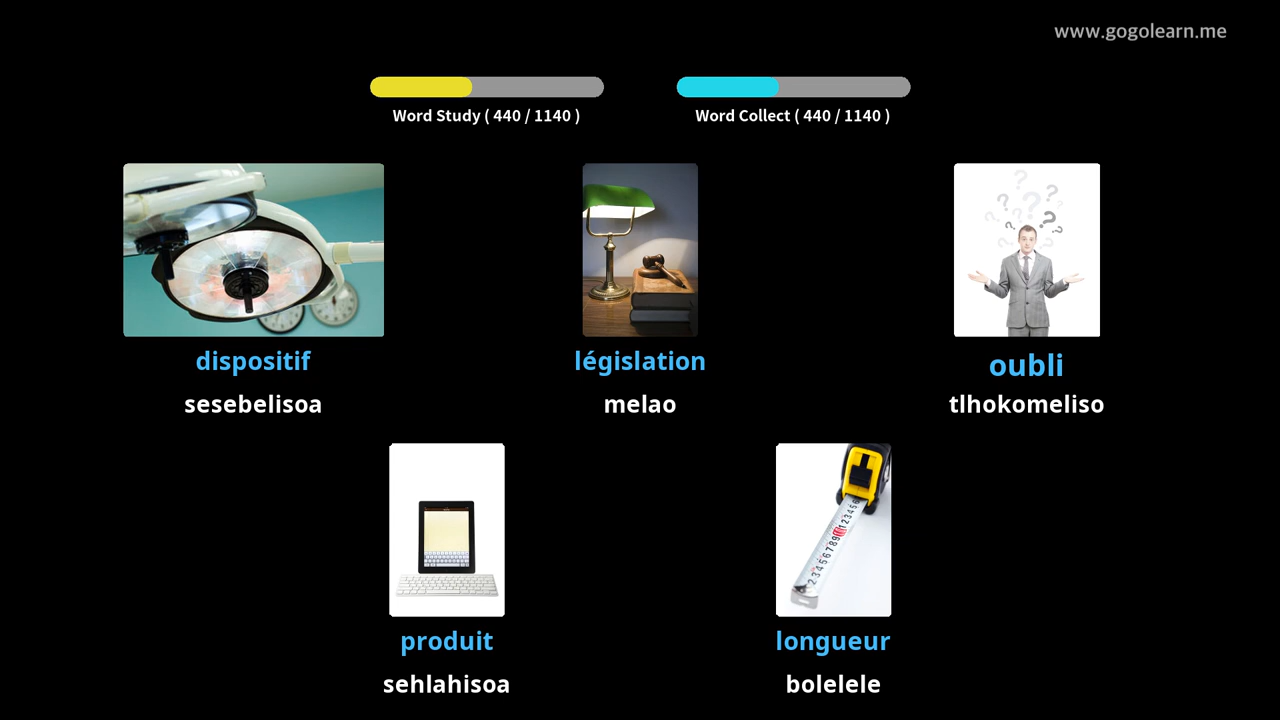 www.gogolearn.me
Word Study ( 440 / 1140 )
Word Collect ( 440 / 1140 )
dispositif
législation
oubli
sesebelisoa
melao
tlhokomeliso
produit
longueur
sehlahisoa
bolelele